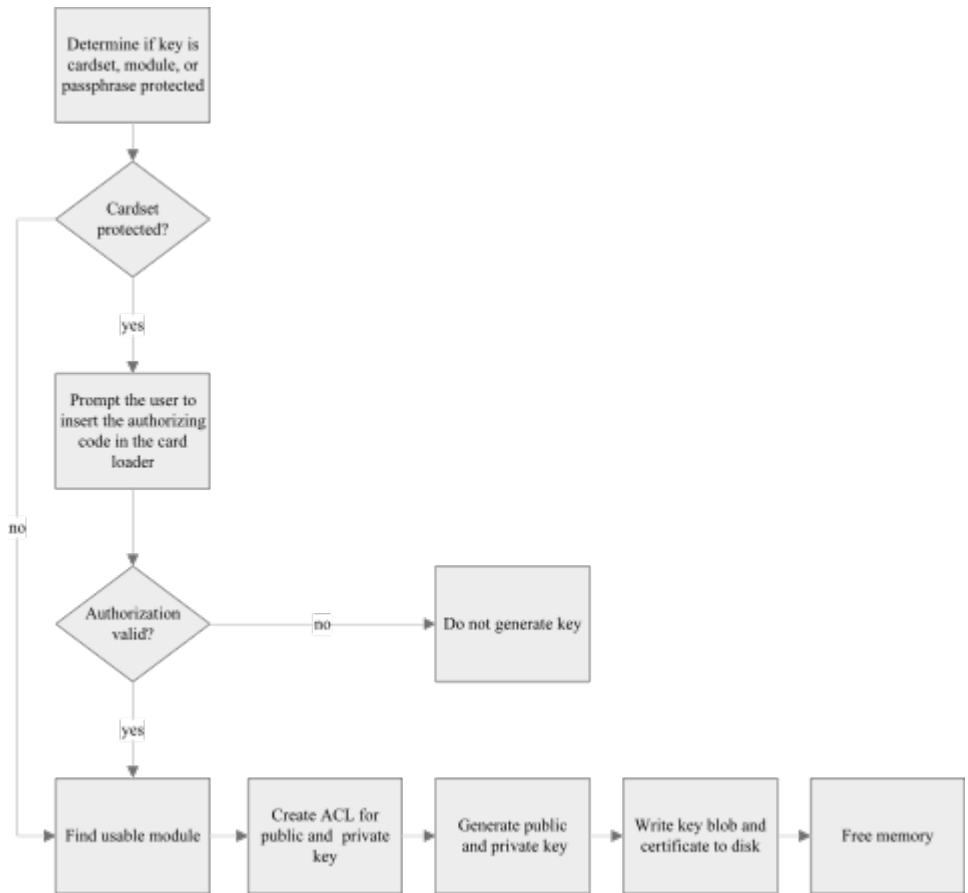 Determine if key is
cardset, module, or
passphrase protected
Cardset
protected?
yes
Prompt the user to
insert the authorizing
code in the card
loader
no
Authorization
valid?
no
Do not generate key
yes
Find usable module
Create ACL for
public and private
key
Generate public
and private key
Write key blob and
certificate to disk
Free memory